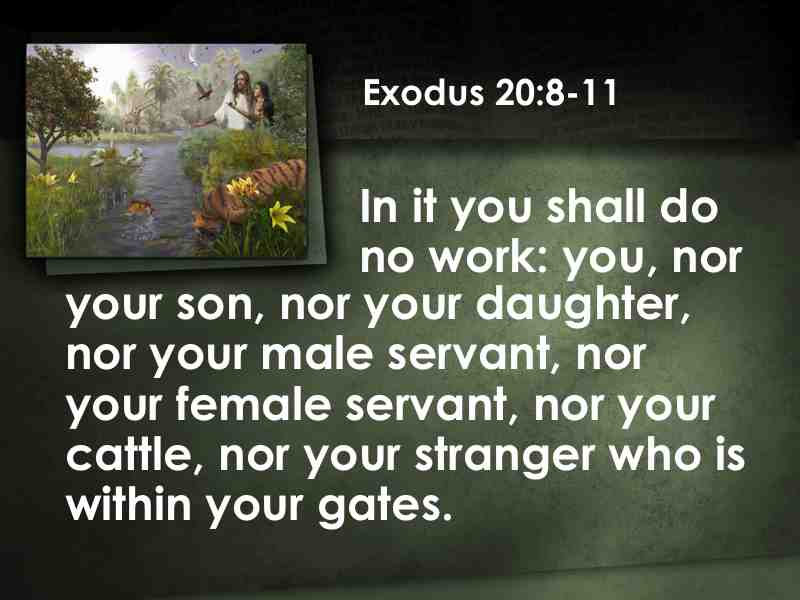 Exodus 20:8-11
In it you shall do
no work: you, nor
your son, nor your daughter,
nor your male servant, nor
your female servant, nor your
cattle, nor your stranger who is
within your gates.